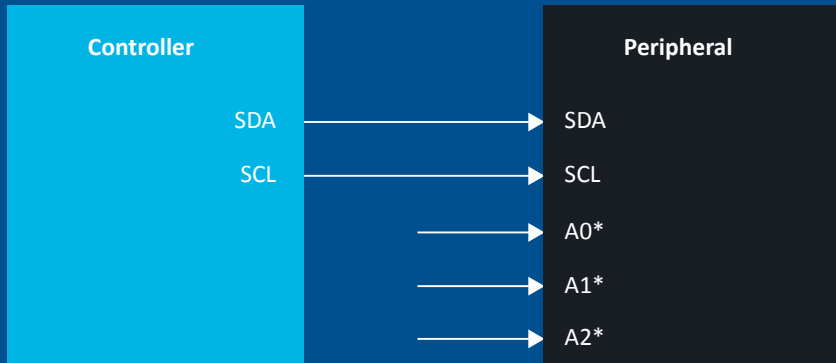 Controller
Peripheral
SDA
SDA
SCL
SCL
A0*
A1*
A2*